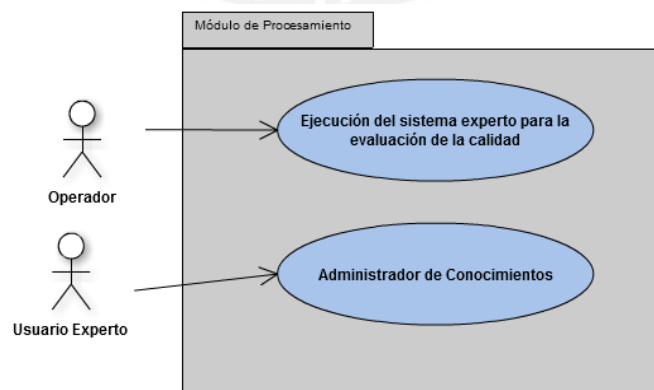 Módulo de Procesamiento
Ejecución del sistema experto para la
evaluación de la calidad
Operador
Administrador de Conocimientos
Usuario Experto